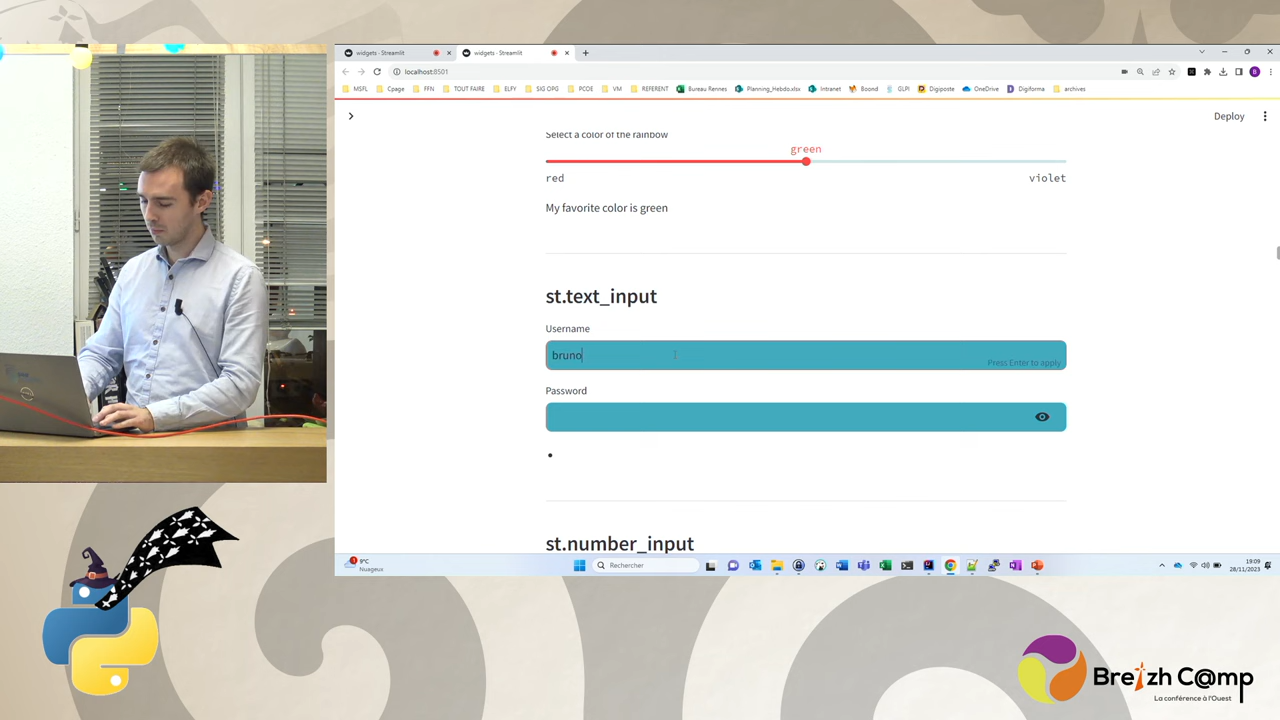 widgets · Streamlit
widgets · Streamlit
localhost:8501
B
MSFL
Cpage
FFN
TOUT FAIRE
ELFY
SIG OPG
PCOE
VM
REFERENT
Bureau Rennes
Planning_Hebdo.xlsx
Intranet
Boond
GLPI
Digiposte
OneDrive
Digiforma
archives
Deploy
Select a color of the rainbow
green
red
violet
My favorite color is green
st.text_input
Username
bruno
Press Enter to apply
Password
st.number_input
9°C
Nuageux
Rechercher
19:09
28/11/2023
Breizh C@mp
La conférence à l'Ouest